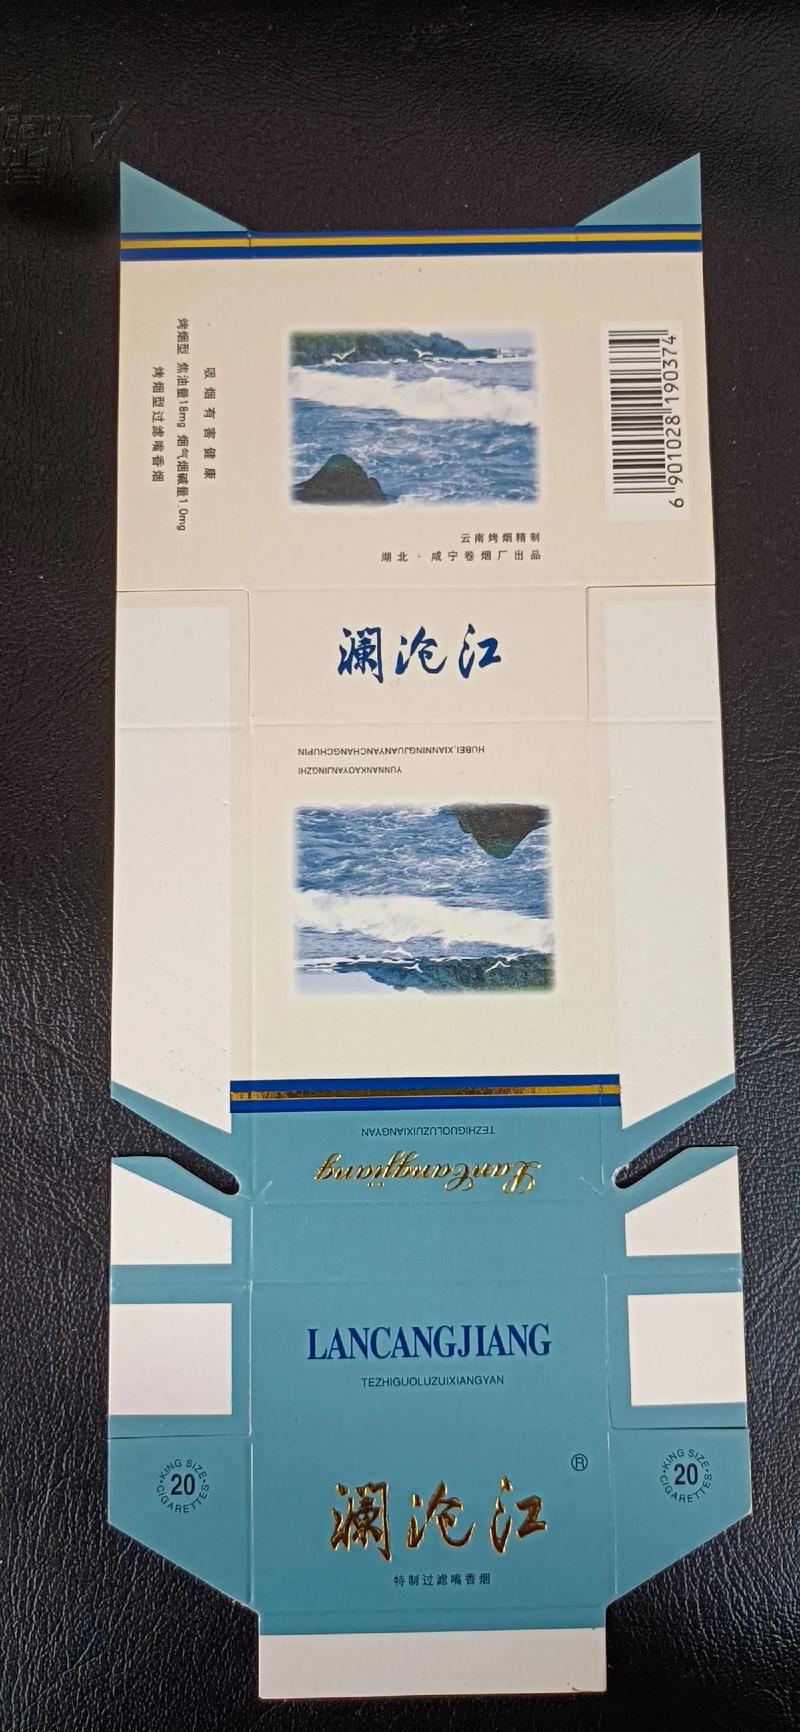 吸烟有害健康
烤烟型 焦油量18mg 烟气烟碱量1.0mg
烤烟型过滤嘴香烟
6 901028 190374
云南烤烟精制
湖北·咸宁卷烟厂出品
澜沧江
HUBEI.XIANNINGJUANYANCHANGCHUPIN
YUNNANKAOYANJINGZHI
TEZHIGUOLUZUIXIANGYAN
LanCangjiang
LANCANGJIANG
TEZHIGUOLUZUIXIANGYAN
·KING SIZE·
20
CIGARETTES
·KING SIZE·
20
CIGARETTES
®
澜沧江
特制过滤嘴香烟